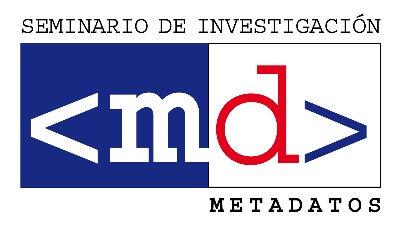 SEMINARIO DE INVESTIGACIÓN
<md>
METADATOS